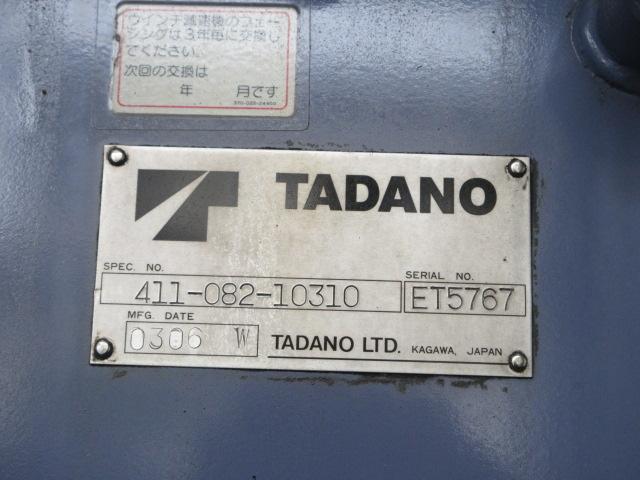 ウインチ減速機のフェー
シングは3年毎に交換し
てください。
次回の交換は
年 月です
TADANO
SPEC. NO.
411-082-10310
SERIAL NO.
ET5767
MFG. DATE
0306 W
TADANO LTD. KAGAWA, JAPAN